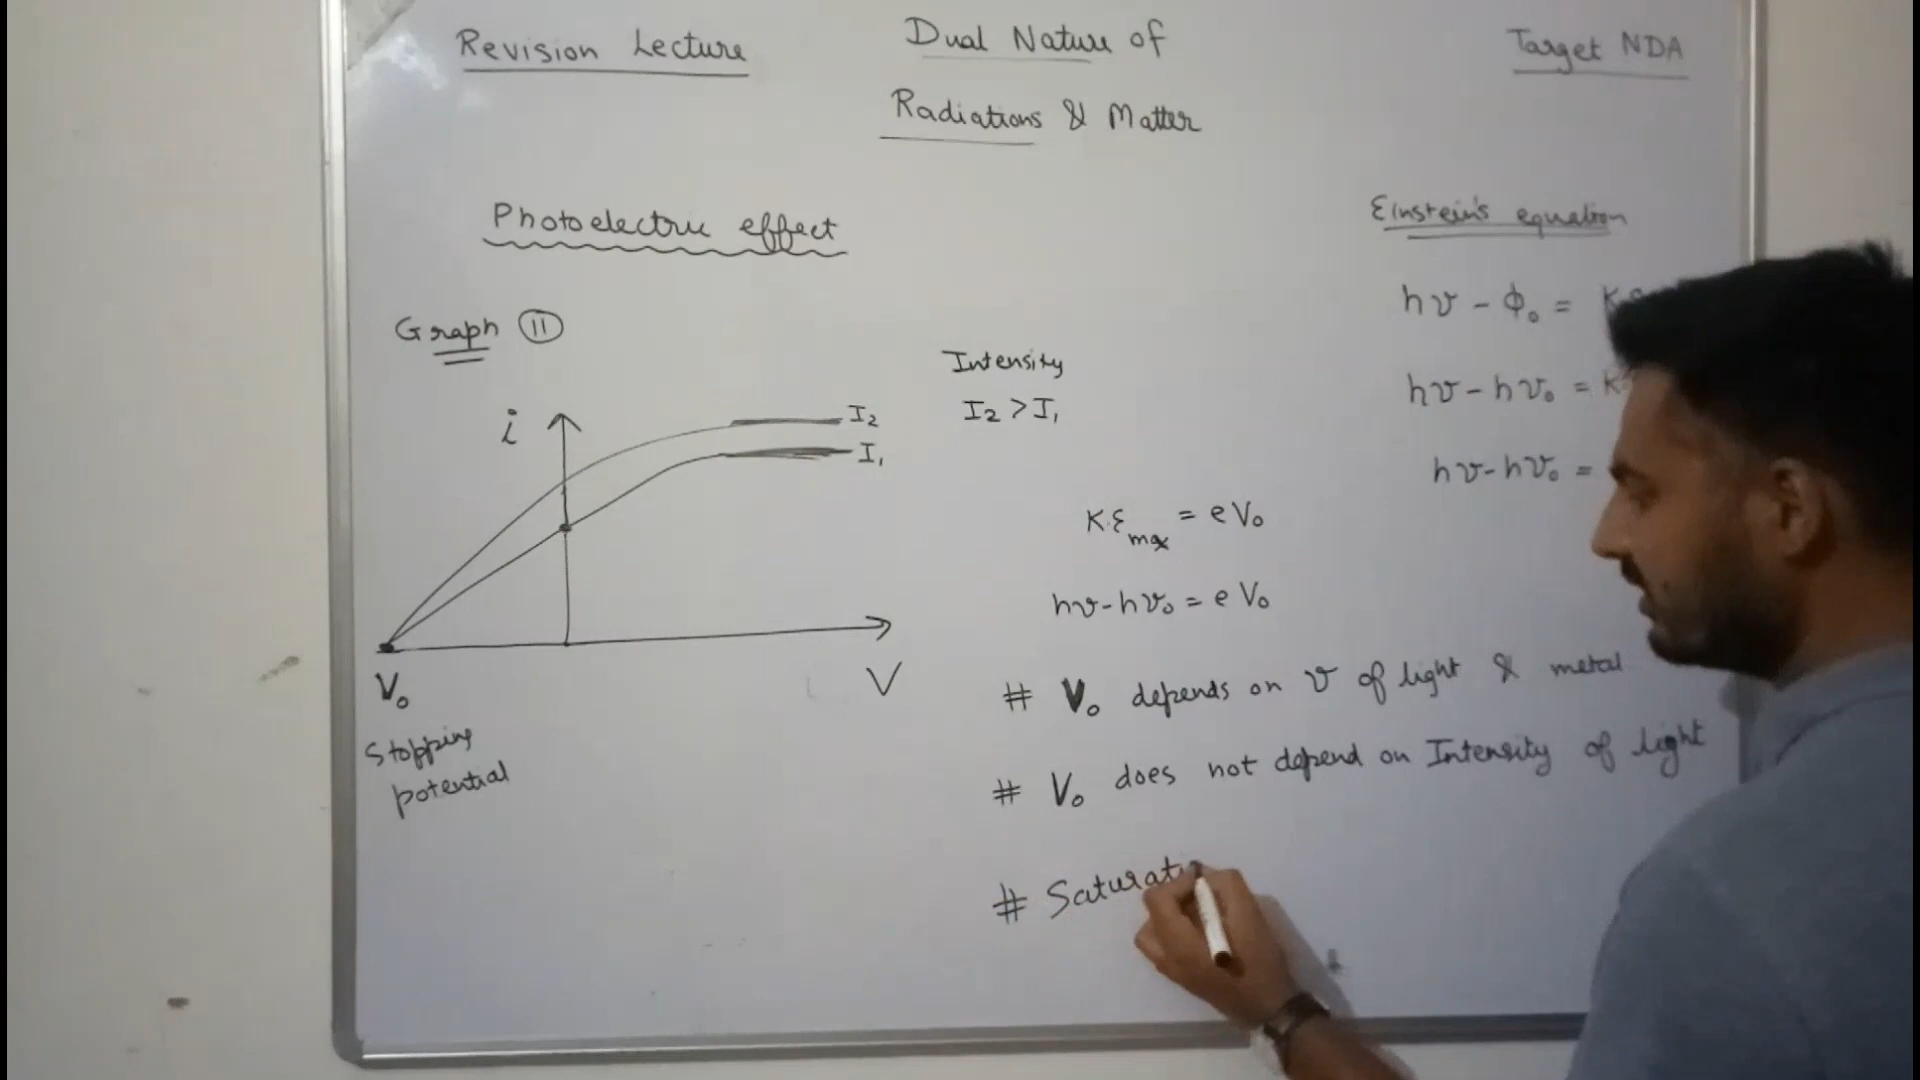 Revision Lecture
Dual Nature of
Radiations & Matter
Target NDA
Photoelectric effect
Graph (II)
i
I₂
I₁
V₀
V
Stopping
potential
Intensity
I₂ > I₁
K.E max = eV₀
hν - hν₀ = eV₀
# V₀ depends on ν of light & metal
# V₀ does not depend on Intensity of light
# Saturati
Einstein's equation
hν - ϕ₀ =
hν - hν₀ =
hν - hν₀ =